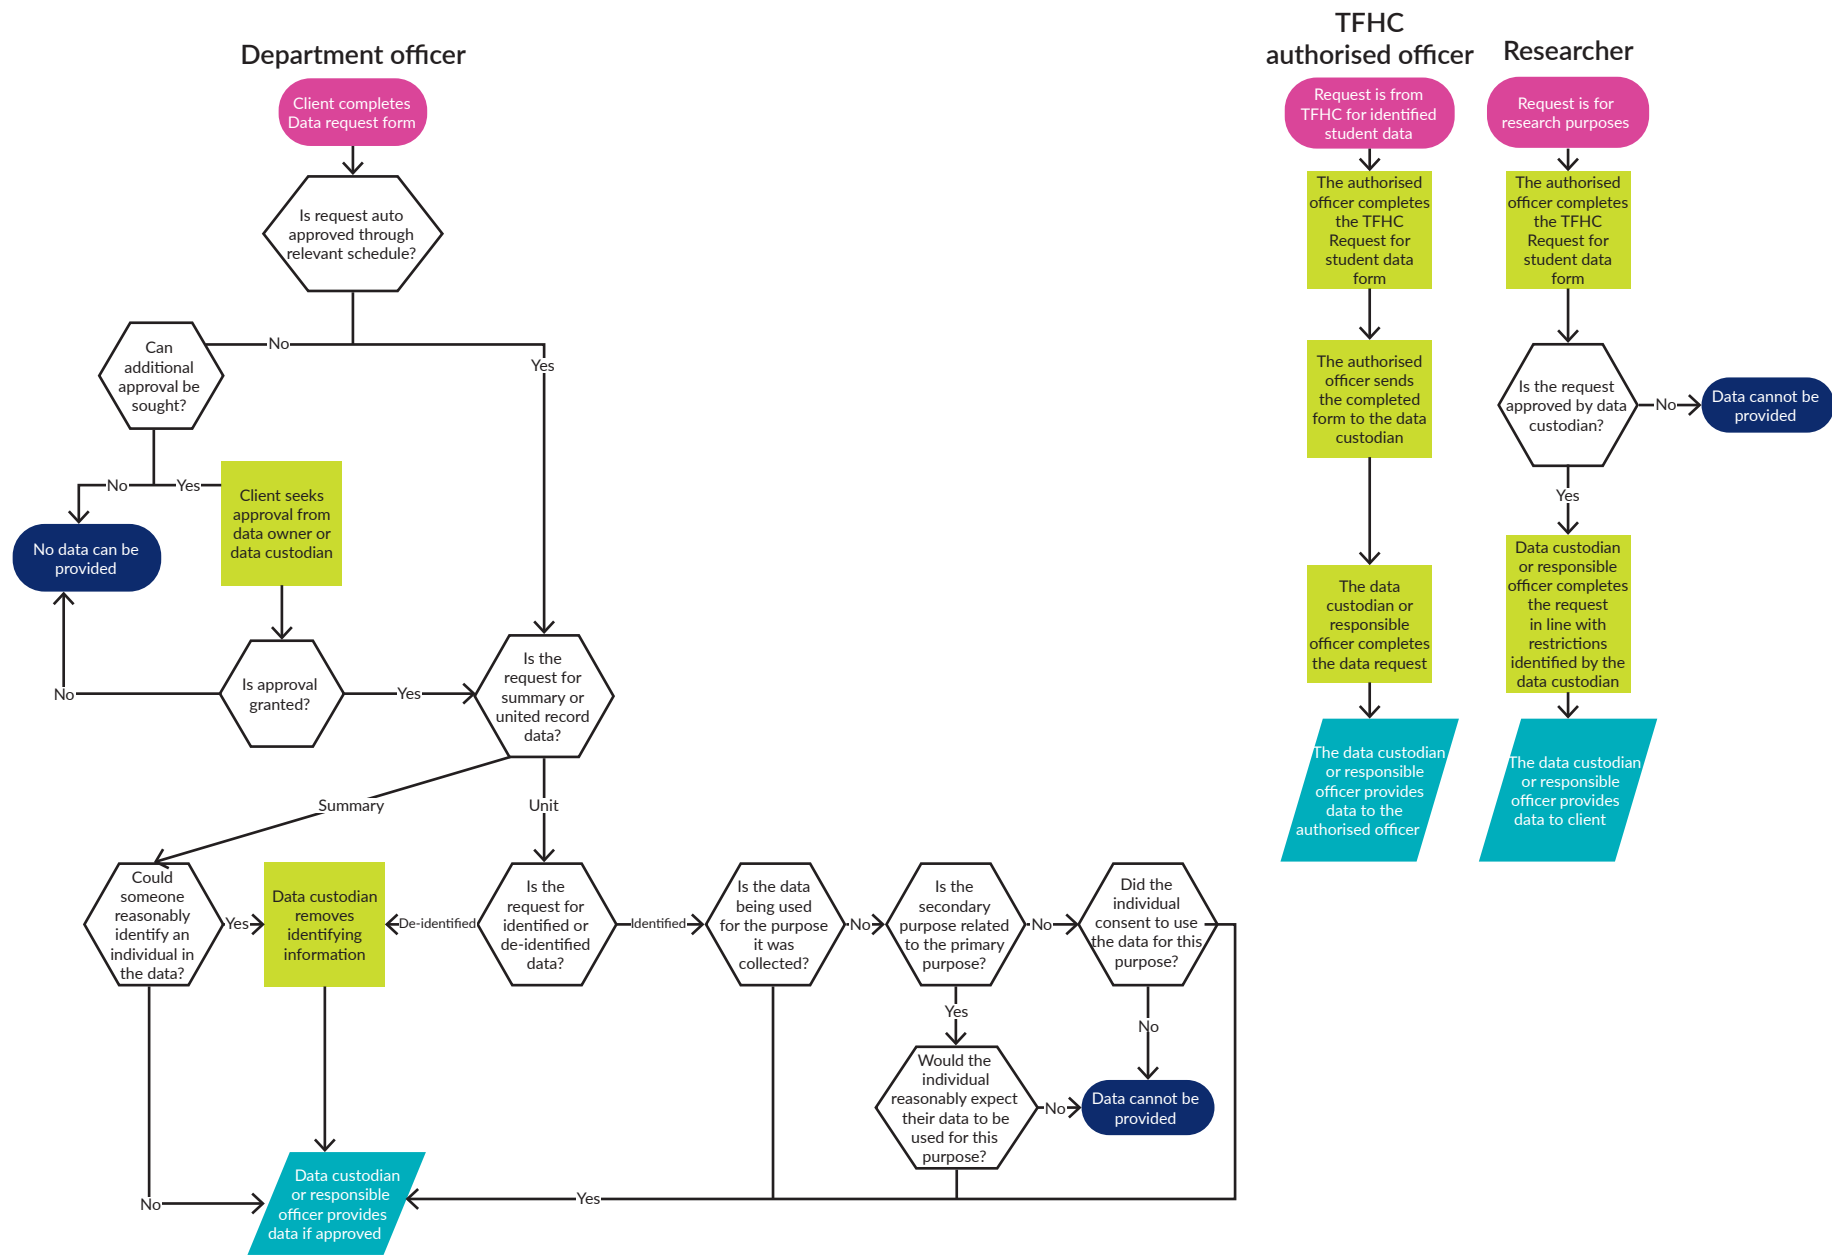 Department officer
Client completes
Data request form
Is request auto
approved through
relevant schedule?
No
Yes
Can
additional
approval be
sought?
No
Yes
Client seeks
approval from
data owner or
data custodian
No data can be
provided
Is approval
granted?
No
Yes
Is the
request for
summary or
united record
data?
Summary
Unit
Could
someone
reasonably
identify an
individual in
the data?
Yes
Data custodian
removes
identifying
information
De-identified
Is the
request for
identified or
de-identified
data?
Identified
Is the data
being used
for the purpose
it was
collected?
No
Is the
secondary
purpose related
to the primary
purpose?
No
Did the
individual
consent to use
the data for this
purpose?
Yes
No
Would the
individual
reasonably expect
their data to be
used for this
purpose?
No
Data cannot be
provided
No
Data custodian
or responsible
officer provides
data if approved
Yes
TFHC
authorised officer
Request is from
TFHC for identified
student data
The authorised
officer completes
the TFHC
Request for
student data
form
The authorised
officer sends
the completed
form to the data
custodian
The data
custodian or
responsible
officer completes
the data request
The data custodian
or responsible
officer provides
data to the
authorised officer
Researcher
Request is for
research purposes
The authorised
officer completes
the TFHC
Request for
student data
form
Is the request
approved by data
custodian?
No
Data cannot be
provided
Yes
Data custodian
or responsible
officer completes
the request
in line with
restrictions
identified by the
data custodian
The data custodian
or responsible
officer provides
data to client